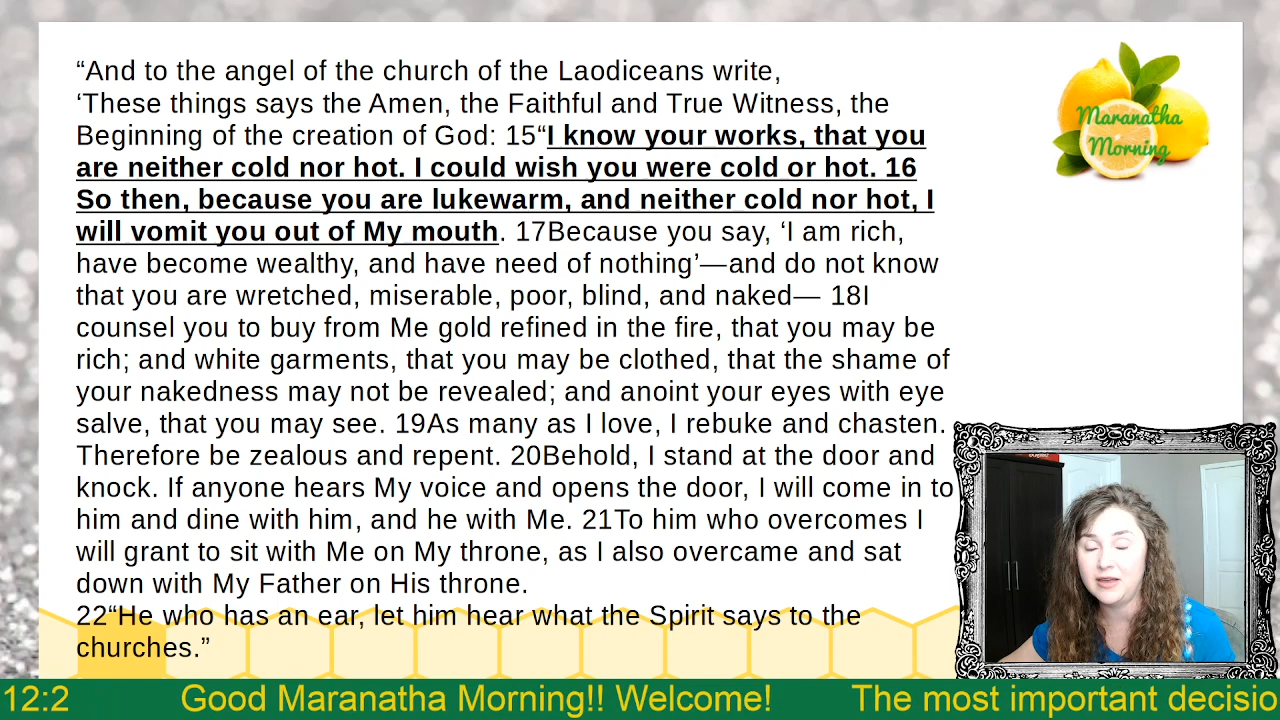 “And to the angel of the church of the Laodiceans write,
‘These things says the Amen, the Faithful and True Witness, the
Beginning of the creation of God: 15“I know your works, that you
are neither cold nor hot. I could wish you were cold or hot. 16
So then, because you are lukewarm, and neither cold nor hot, I
will vomit you out of My mouth. 17Because you say, ‘I am rich,
have become wealthy, and have need of nothing’—and do not know
that you are wretched, miserable, poor, blind, and naked— 18I
counsel you to buy from Me gold refined in the fire, that you may be
rich; and white garments, that you may be clothed, that the shame of
your nakedness may not be revealed; and anoint your eyes with eye
salve, that you may see. 19As many as I love, I rebuke and chasten.
Therefore be zealous and repent. 20Behold, I stand at the door and
knock. If anyone hears My voice and opens the door, I will come in to
him and dine with him, and he with Me. 21To him who overcomes I
will grant to sit with Me on My throne, as I also overcame and sat
down with My Father on His throne.
22“He who has an ear, let him hear what the Spirit says to the
churches.”
Maranatha
Morning
12:2 Good Maranatha Morning!! Welcome! The most important decisio